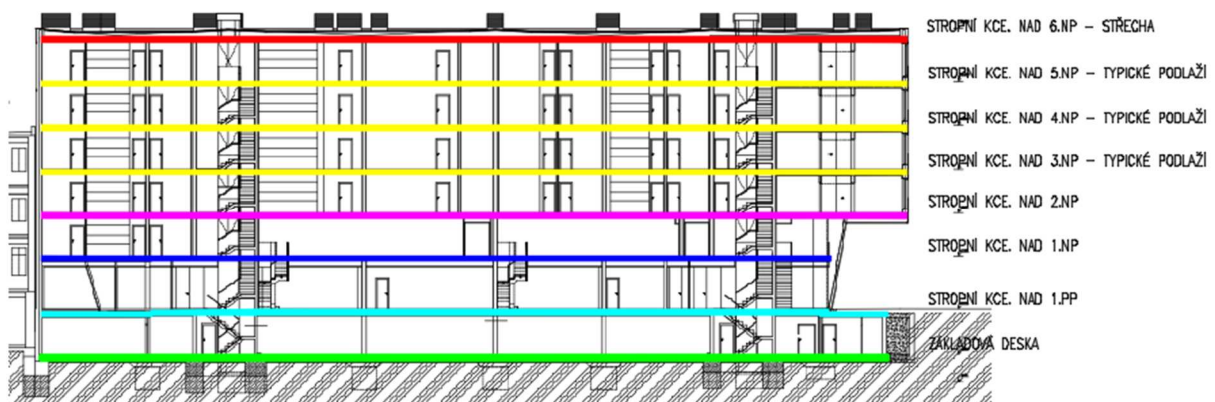 STROPNÍ KCE. NAD 6.NP – STŘECHA
STROPNÍ KCE. NAD 5.NP – TYPICKÉ PODLAŽÍ
STROPNÍ KCE. NAD 4.NP – TYPICKÉ PODLAŽÍ
STROPNÍ KCE. NAD 3.NP – TYPICKÉ PODLAŽÍ
STROPNÍ KCE. NAD 2.NP
STROPNÍ KCE. NAD 1.NP
STROPNÍ KCE. NAD 1.PP
ZÁKLADOVÁ DESKA